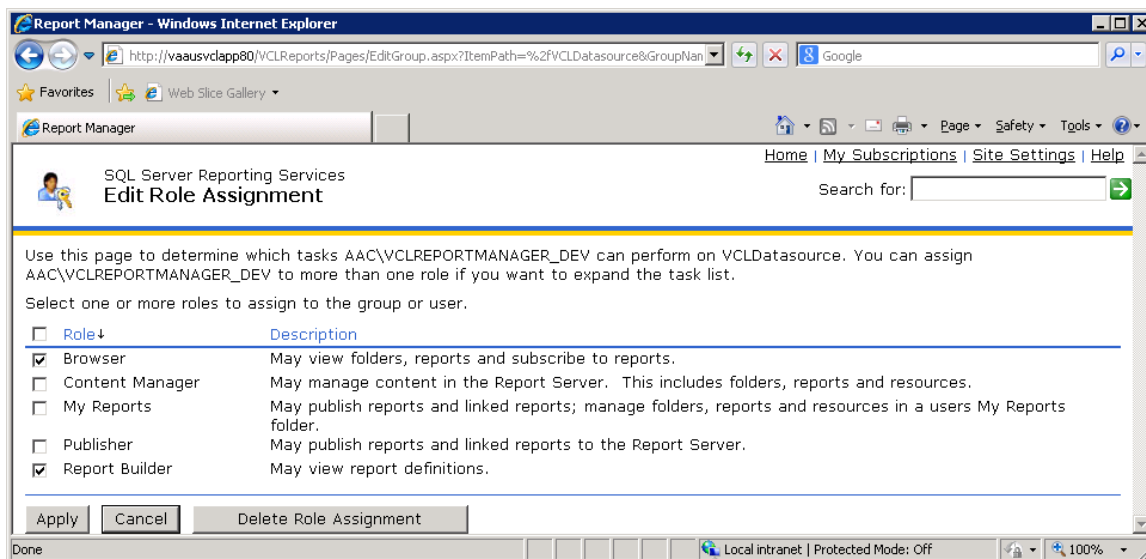 Report Manager - Windows Internet Explorer
http://vaausvclapp80/VCLReports/Pages/EditGroup.aspx?ItemPath=%2fVCLDatasource&GroupNan
Google
Favorites
Web Slice Gallery
Report Manager
Page
Safety
Tools
Home | My Subscriptions | Site Settings | Help
SQL Server Reporting Services
Edit Role Assignment
Search for:
Use this page to determine which tasks AAC\VCLREPORTMANAGER_DEV can perform on VCLDatasource. You can assign
AAC\VCLREPORTMANAGER_DEV to more than one role if you want to expand the task list.
Select one or more roles to assign to the group or user.
Role↓ Description
Browser May view folders, reports and subscribe to reports.
Content Manager May manage content in the Report Server. This includes folders, reports and resources.
My Reports May publish reports and linked reports; manage folders, reports and resources in a users My Reports
folder.
Publisher May publish reports and linked reports to the Report Server.
Report Builder May view report definitions.
Apply Cancel Delete Role Assignment
Done Local intranet | Protected Mode: Off 100%